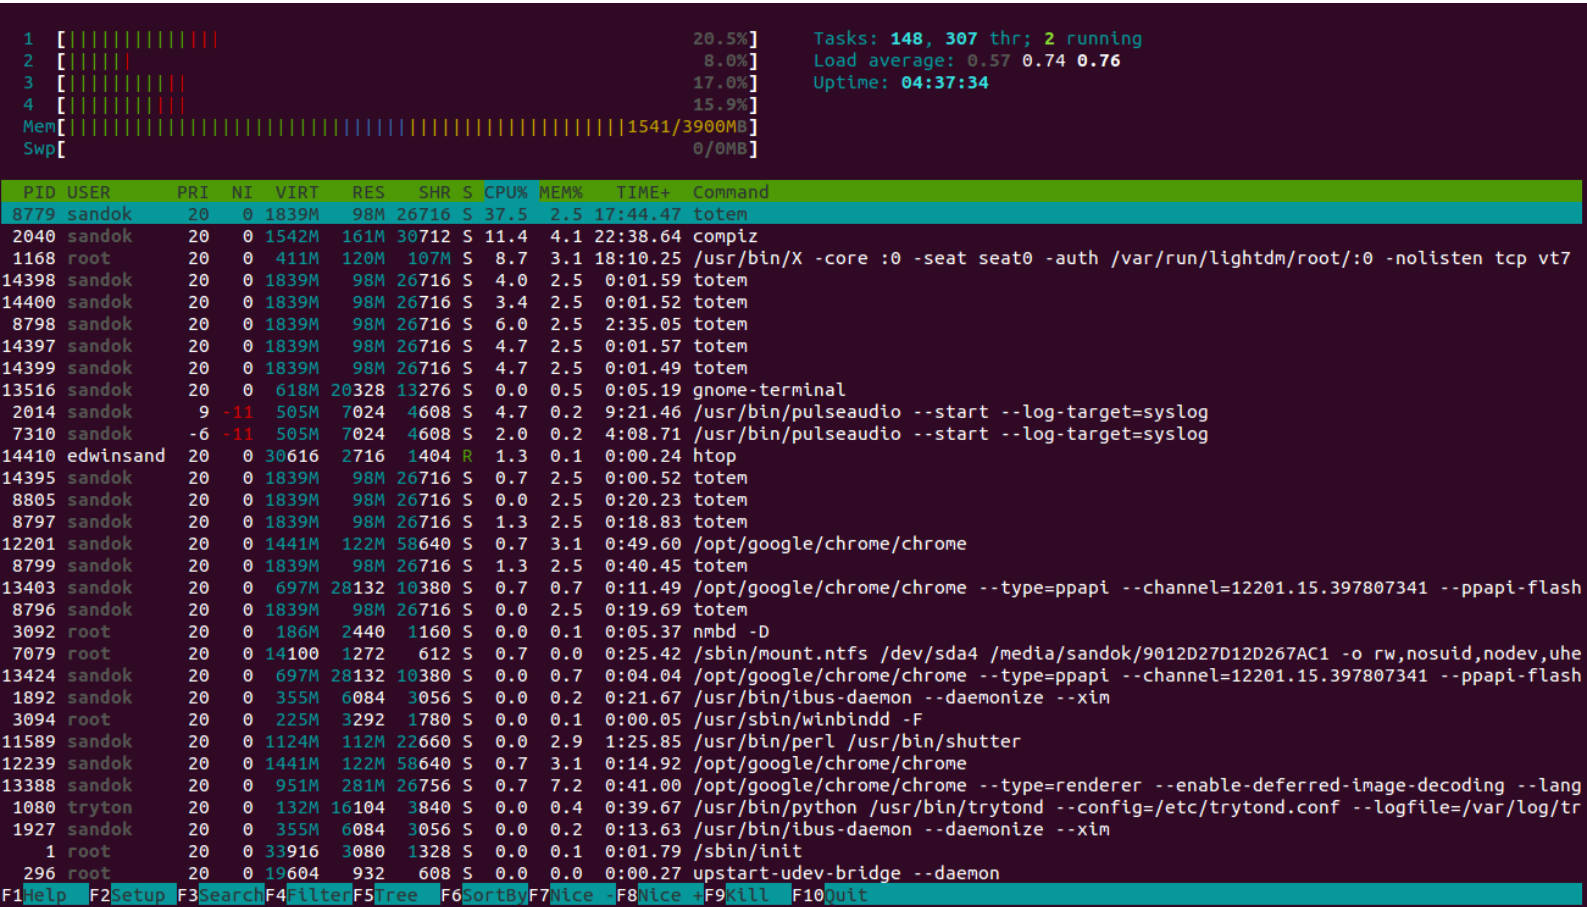 1 [|||||||||||||| 20.5%] Tasks: 148, 307 thr; 2 running
2 [|||||| 8.0%] Load average: 0.57 0.74 0.76
3 [||||||||||| 17.0%] Uptime: 04:37:34
4 [||||||||||| 15.9%]
Mem[|||||||||||||||||||||||||||||||||||||||||||||||||||1541/3900MB]
Swp[ 0/0MB]
PID USER PRI NI VIRT RES SHR S CPU% MEM% TIME+ Command
8779 sandok 20 0 1839M 98M 26716 S 37.5 2.5 17:44.47 totem
2040 sandok 20 0 1542M 161M 30712 S 11.4 4.1 22:38.64 compiz
1168 root 20 0 411M 120M 107M S 8.7 3.1 18:10.25 /usr/bin/X -core :0 -seat seat0 -auth /var/run/lightdm/root/:0 -nolisten tcp vt7
14398 sandok 20 0 1839M 98M 26716 S 4.0 2.5 0:01.59 totem
14400 sandok 20 0 1839M 98M 26716 S 3.4 2.5 0:01.52 totem
8798 sandok 20 0 1839M 98M 26716 S 6.0 2.5 2:35.05 totem
14397 sandok 20 0 1839M 98M 26716 S 4.7 2.5 0:01.57 totem
14399 sandok 20 0 1839M 98M 26716 S 4.7 2.5 0:01.49 totem
13516 sandok 20 0 618M 20328 13276 S 0.0 0.5 0:05.19 gnome-terminal
2014 sandok 9 -11 505M 7024 4608 S 4.7 0.2 9:21.46 /usr/bin/pulseaudio --start --log-target=syslog
7310 sandok -6 -11 505M 7024 4608 S 2.0 0.2 4:08.71 /usr/bin/pulseaudio --start --log-target=syslog
14410 edwinsand 20 0 30616 2716 1404 R 1.3 0.1 0:00.24 htop
14395 sandok 20 0 1839M 98M 26716 S 0.7 2.5 0:00.52 totem
8805 sandok 20 0 1839M 98M 26716 S 0.0 2.5 0:20.23 totem
8797 sandok 20 0 1839M 98M 26716 S 1.3 2.5 0:18.83 totem
12201 sandok 20 0 1441M 122M 58640 S 0.7 3.1 0:49.60 /opt/google/chrome/chrome
8799 sandok 20 0 1839M 98M 26716 S 1.3 2.5 0:40.45 totem
13403 sandok 20 0 697M 28132 10380 S 0.7 0.7 0:11.49 /opt/google/chrome/chrome --type=ppapi --channel=12201.15.397807341 --ppapi-flash
8796 sandok 20 0 1839M 98M 26716 S 0.0 2.5 0:19.69 totem
3092 root 20 0 186M 2440 1160 S 0.0 0.1 0:05.37 nmbd -D
7079 root 20 0 14100 1272 612 S 0.7 0.0 0:25.42 /sbin/mount.ntfs /dev/sda4 /media/sandok/9012D27D12D267AC1 -o rw,nosuid,nodev,uhe
13424 sandok 20 0 697M 28132 10380 S 0.0 0.7 0:04.04 /opt/google/chrome/chrome --type=ppapi --channel=12201.15.397807341 --ppapi-flash
1892 sandok 20 0 355M 6084 3056 S 0.0 0.2 0:21.67 /usr/bin/ibus-daemon --daemonize --xim
3094 root 20 0 225M 3292 1780 S 0.0 0.1 0:00.05 /usr/sbin/winbindd -F
11589 sandok 20 0 1124M 112M 22660 S 0.0 2.9 1:25.85 /usr/bin/perl /usr/bin/shutter
12239 sandok 20 0 1441M 122M 58640 S 0.0 3.1 0:14.92 /opt/google/chrome/chrome
13388 sandok 20 0 951M 281M 26756 S 0.7 7.2 0:41.00 /opt/google/chrome/chrome --type=renderer --enable-deferred-image-decoding --lang
1080 tryton 20 0 132M 16104 3840 S 0.0 0.4 0:39.67 /usr/bin/python /usr/bin/trytond --config=/etc/trytond.conf --logfile=/var/log/tr
1927 sandok 20 0 355M 6084 3056 S 0.0 0.2 0:13.63 /usr/bin/ibus-daemon --daemonize --xim
1 root 20 0 33916 3080 1328 S 0.0 0.1 0:01.79 /sbin/init
296 root 20 0 19604 932 608 S 0.0 0.0 0:00.27 upstart-udev-bridge --daemon
F1Help F2Setup F3SearchF4FilterF5Tree F6SortByF7Nice -F8Nice +F9Kill F10Quit